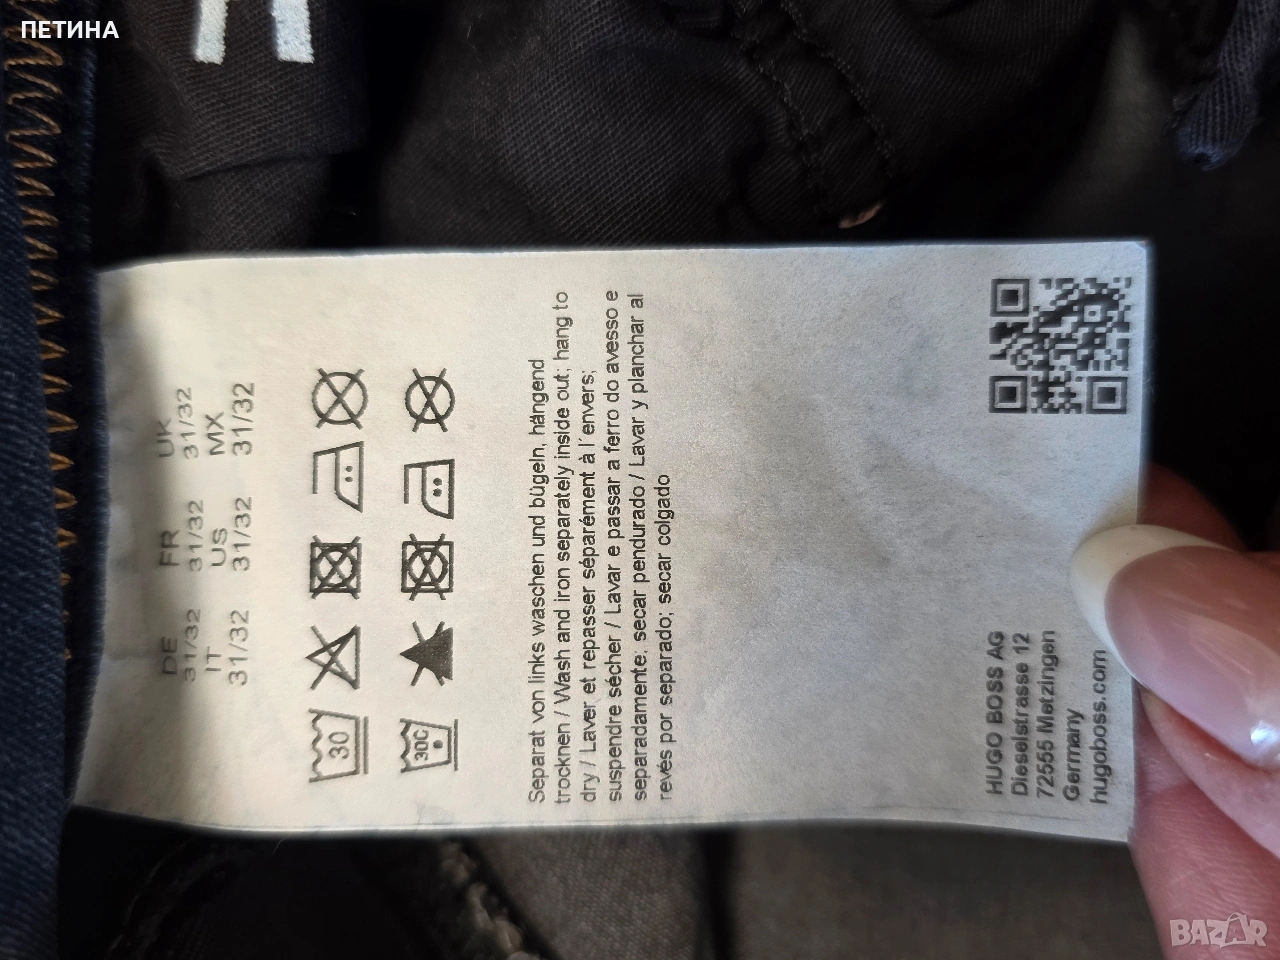 ПЕТИНА
DE FR UK
31/32 31/32 31/32
IT US MX
31/32 31/32 31/32
30
30C
Separat von links waschen und bügeln, hängend
trocknen / Wash and iron separately inside out; hang to
dry / Laver et repasser séparément à l'envers;
suspendre sécher / Lavar e passar a ferro do avesso e
separadamente; secar pendurado / Lavar y planchar al
revés por separado; secar colgado
HUGO BOSS AG
Dieselstrasse 12
72555 Metzingen
Germany
hugoboss.com
BAZAR